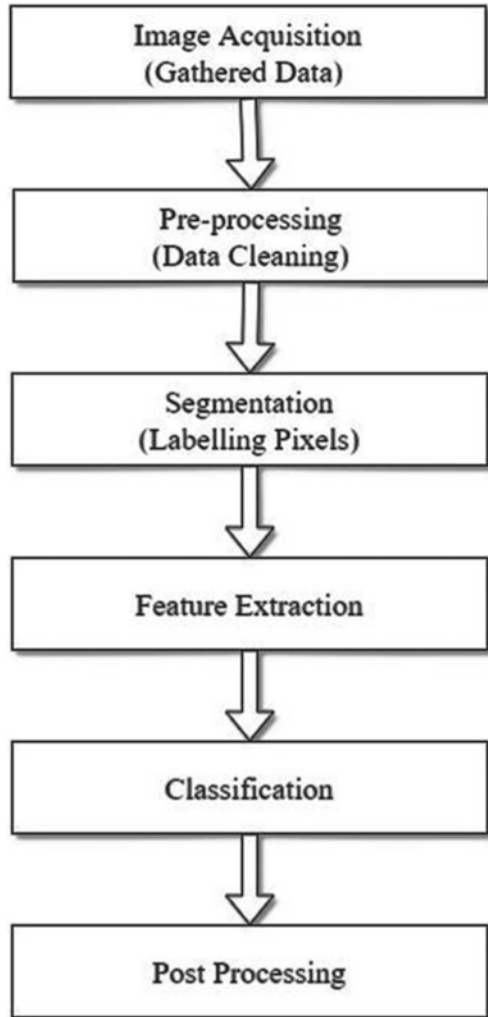 Image Acquisition
(Gathered Data)
Pre-processing
(Data Cleaning)
Segmentation
(Labelling Pixels)
Feature Extraction
Classification
Post Processing